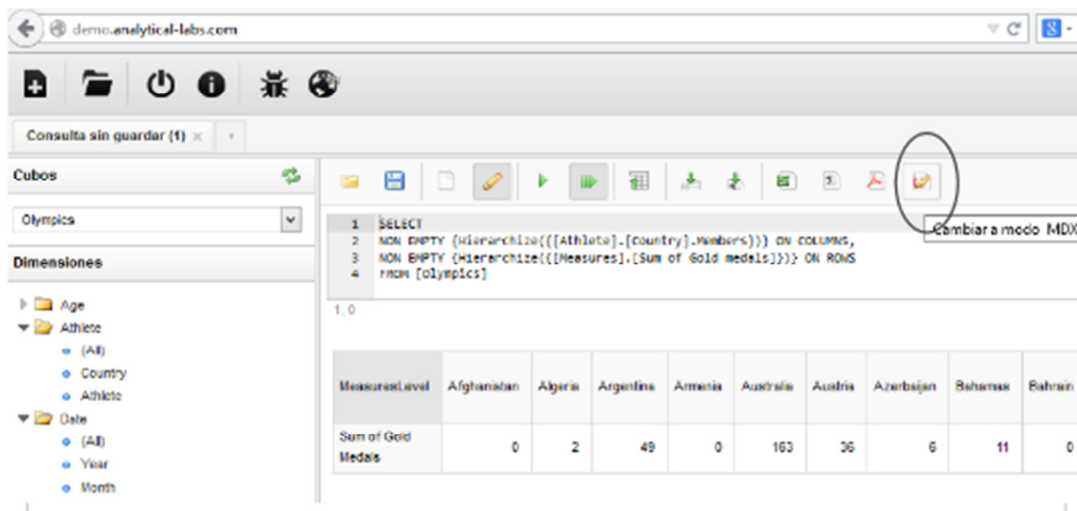 demo.analytical-labs.com
Consulta sin guardar (1)
Cubos
Olympics
Dimensiones
Age
Athlete
(All)
Country
Athlete
Date
(All)
Year
Month
Cambiar a modo MDX
1 SELECT
2 NON EMPTY {Hierarchize({[Athlete].[Country].Members})} ON COLUMNS,
3 NON EMPTY {Hierarchize({[Measures].[Sum of Gold medals]})} ON ROWS
4 FROM [Olympics]
1, 0
MeasuresLevel Afghanistan Algeria Argentina Armenia Australia Austria Azerbaijan Bahamas Bahrain
Sum of Gold
Medals 0 2 49 0 163 36 6 11 0